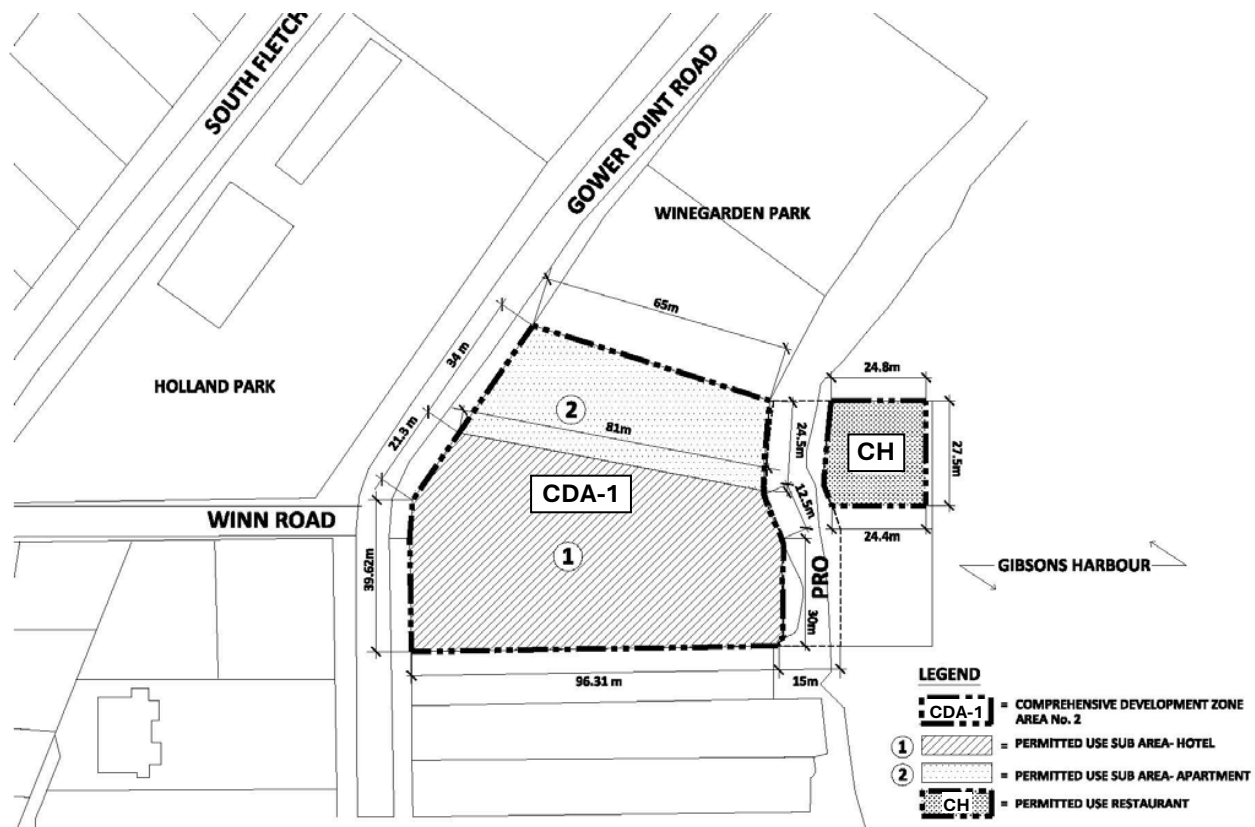 SOUTH FLETCH
GOWER POINT ROAD
WINEGARDEN PARK
65m
34 m
HOLLAND PARK
24.8m
2
21.3 m
81m
24.5m
CH
27.5m
CDA-1
12.5m
WINN ROAD
24.4m
1
39.62m
PRO
GIBSONS HARBOUR
30m
96.31 m
15m
LEGEND
CDA-1 = COMPREHENSIVE DEVELOPMENT ZONE
AREA No. 2
1 = PERMITTED USE SUB AREA- HOTEL
2 = PERMITTED USE SUB AREA- APARTMENT
CH = PERMITTED USE RESTAURANT